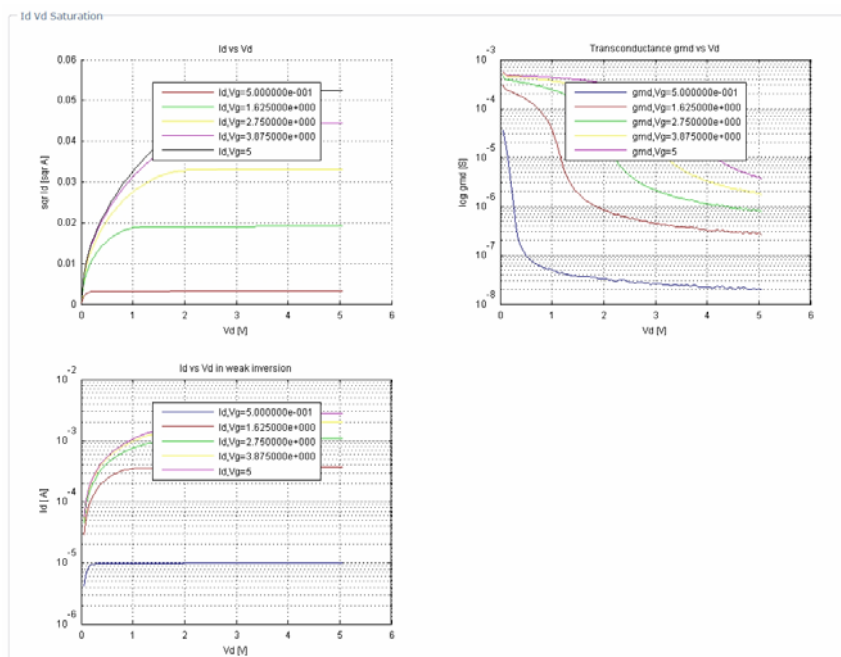 Id Vd Saturation
Id vs Vd
0.06
0.05
0.04
0.03
0.02
0.01
0
sqr Id [sqr A]
Id,Vg=5.000000e-001
Id,Vg=1.625000e+000
Id,Vg=2.750000e+000
Id,Vg=3.875000e+000
Id,Vg=5
0 1 2 3 4 5 6
Vd [V]
Transconductance gmd vs Vd
10^-3
10^-4
10^-5
10^-6
10^-7
10^-8
log gmd [S]
gmd,Vg=5.000000e-001
gmd,Vg=1.625000e+000
gmd,Vg=2.750000e+000
gmd,Vg=3.875000e+000
gmd,Vg=5
0 1 2 3 4 5 6
Vd [V]
Id vs Vd in weak inversion
10^-2
10^-3
10^-4
10^-5
10^-6
Id [A]
Id,Vg=5.000000e-001
Id,Vg=1.625000e+000
Id,Vg=2.750000e+000
Id,Vg=3.875000e+000
Id,Vg=5
0 1 2 3 4 5 6
Vd [V]